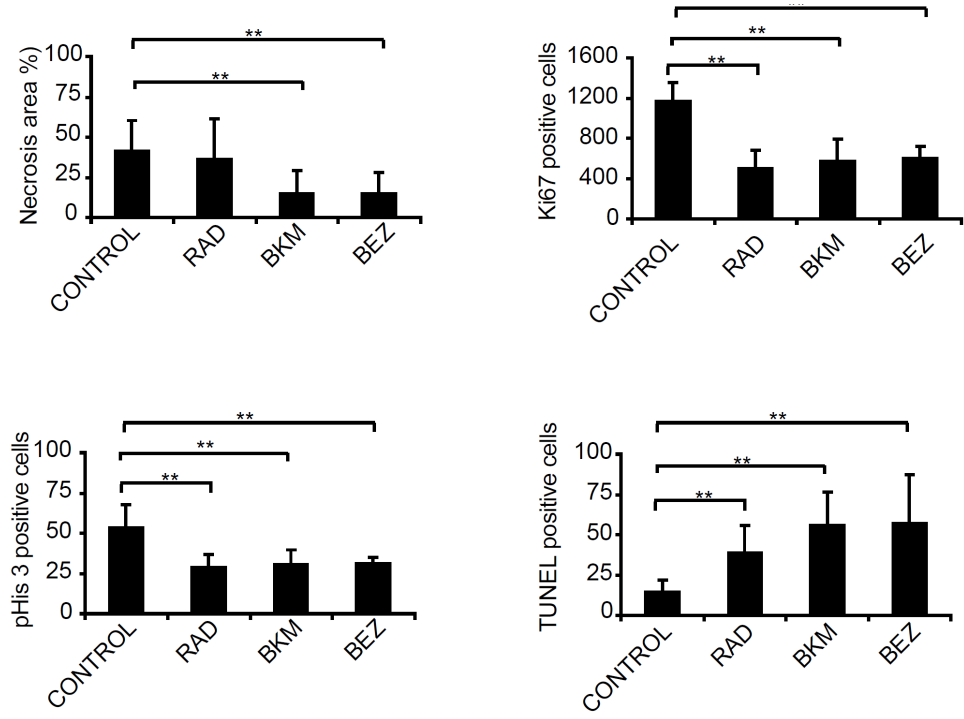 **
**
100
75
50
25
0
Necrosis area %)
CONTROL
RAD
BKM
BEZ
**
**
1600
1200
800
400
0
Ki67 positive cells
CONTROL
RAD
BKM
BEZ
**
**
**
100
75
50
25
0
pHis 3 positive cells
CONTROL
RAD
BKM
BEZ
**
**
**
100
75
50
25
0
TUNEL positive cells
CONTROL
RAD
BKM
BEZ